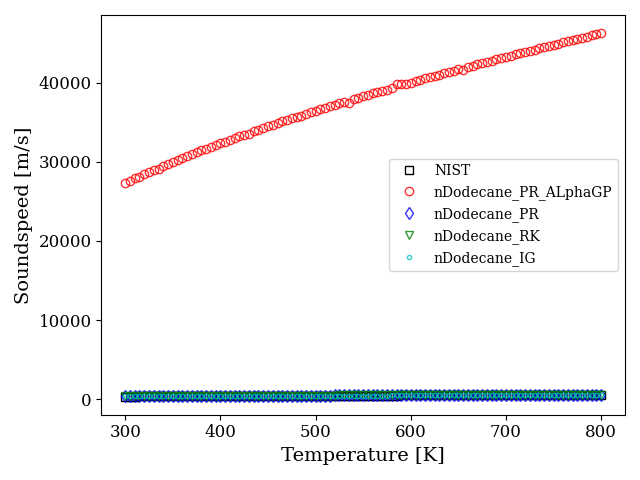 40000
30000
20000
10000
0
Soundspeed [m/s]
NIST
nDodecane_PR_ALphaGP
nDodecane_PR
nDodecane_RK
nDodecane_IG
300 400 500 600 700 800
Temperature [K]